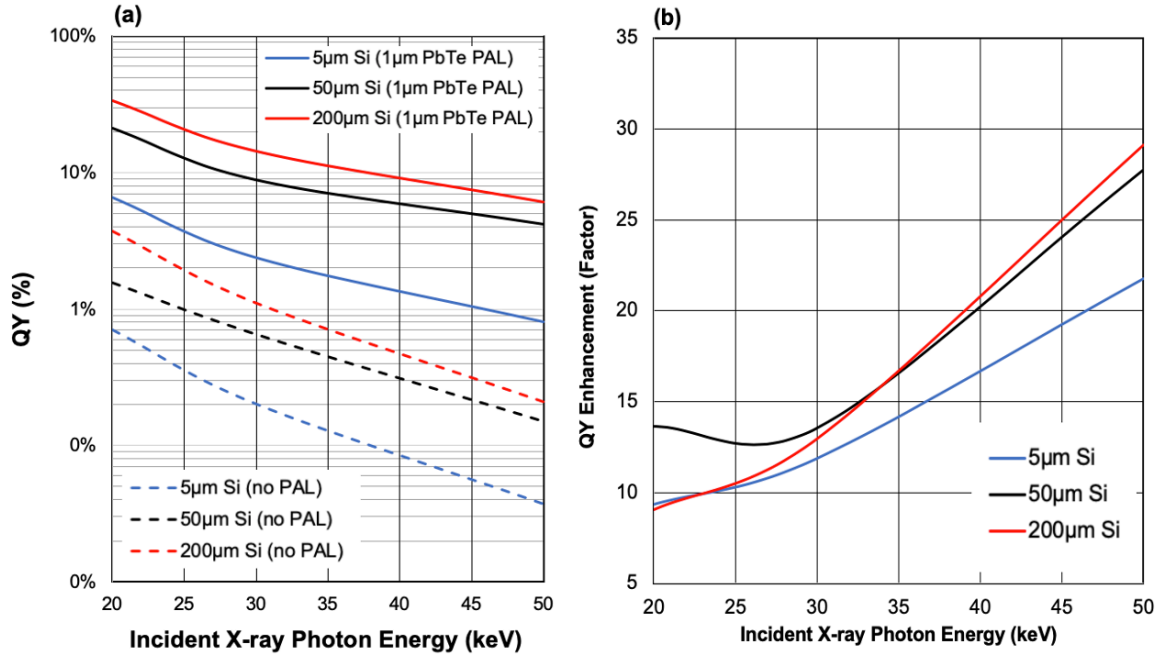 (a)
100%
10%
1%
0%
0%
QY (%)
5µm Si (1µm PbTe PAL)
50µm Si (1µm PbTe PAL)
200µm Si (1µm PbTe PAL)
5µm Si (no PAL)
50µm Si (no PAL)
200µm Si (no PAL)
20 25 30 35 40 45 50
Incident X-ray Photon Energy (keV)
(b)
35
30
25
20
15
10
5
QY Enhancement (Factor)
5µm Si
50µm Si
200µm Si
20 25 30 35 40 45 50
Incident X-ray Photon Energy (keV)